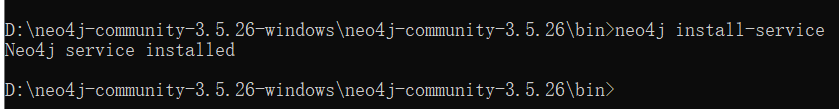 D:\neo4j-community-3.5.26-windows\neo4j-community-3.5.26\bin>neo4j install-service
Neo4j service installed
D:\neo4j-community-3.5.26-windows\neo4j-community-3.5.26\bin>